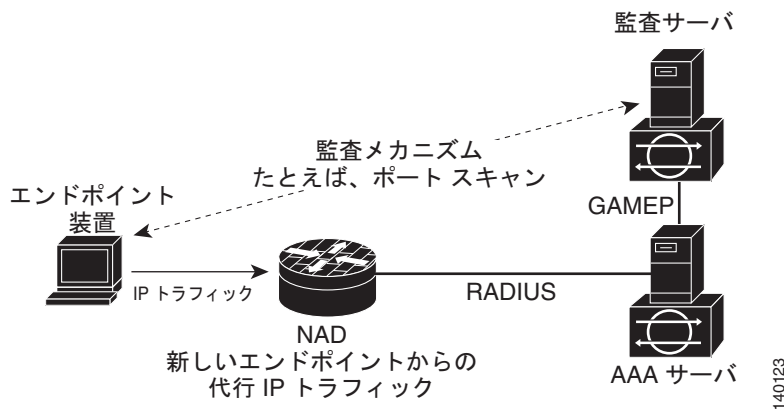 監査サーバ
監査メカニズム
たとえば、ポート スキャン
エンドポイント
装置
GAMEP
IP トラフィック
RADIUS
NAD
新しいエンドポイントからの
代行 IP トラフィック
AAA サーバ
140123